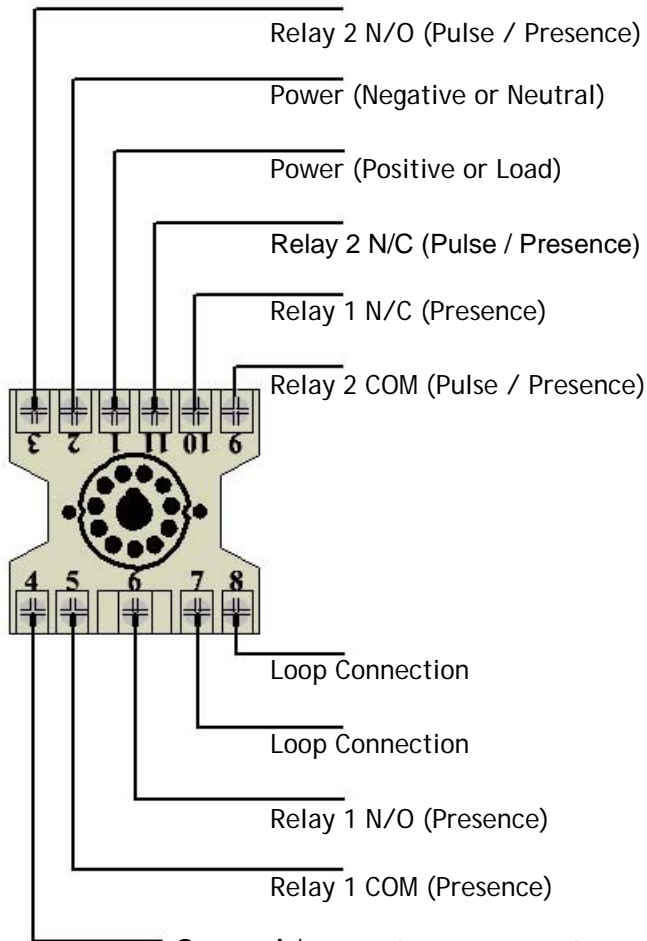 Relay 2 N/O (Pulse / Presence)
Power (Negative or Neutral)
Power (Positive or Load)
Relay 2 N/C (Pulse / Presence)
Relay 1 N/C (Presence)
Relay 2 COM (Pulse / Presence)
3 2 1 11 10 9
4 5 6 7 8
Loop Connection
Loop Connection
Relay 1 N/O (Presence)
Relay 1 COM (Presence)